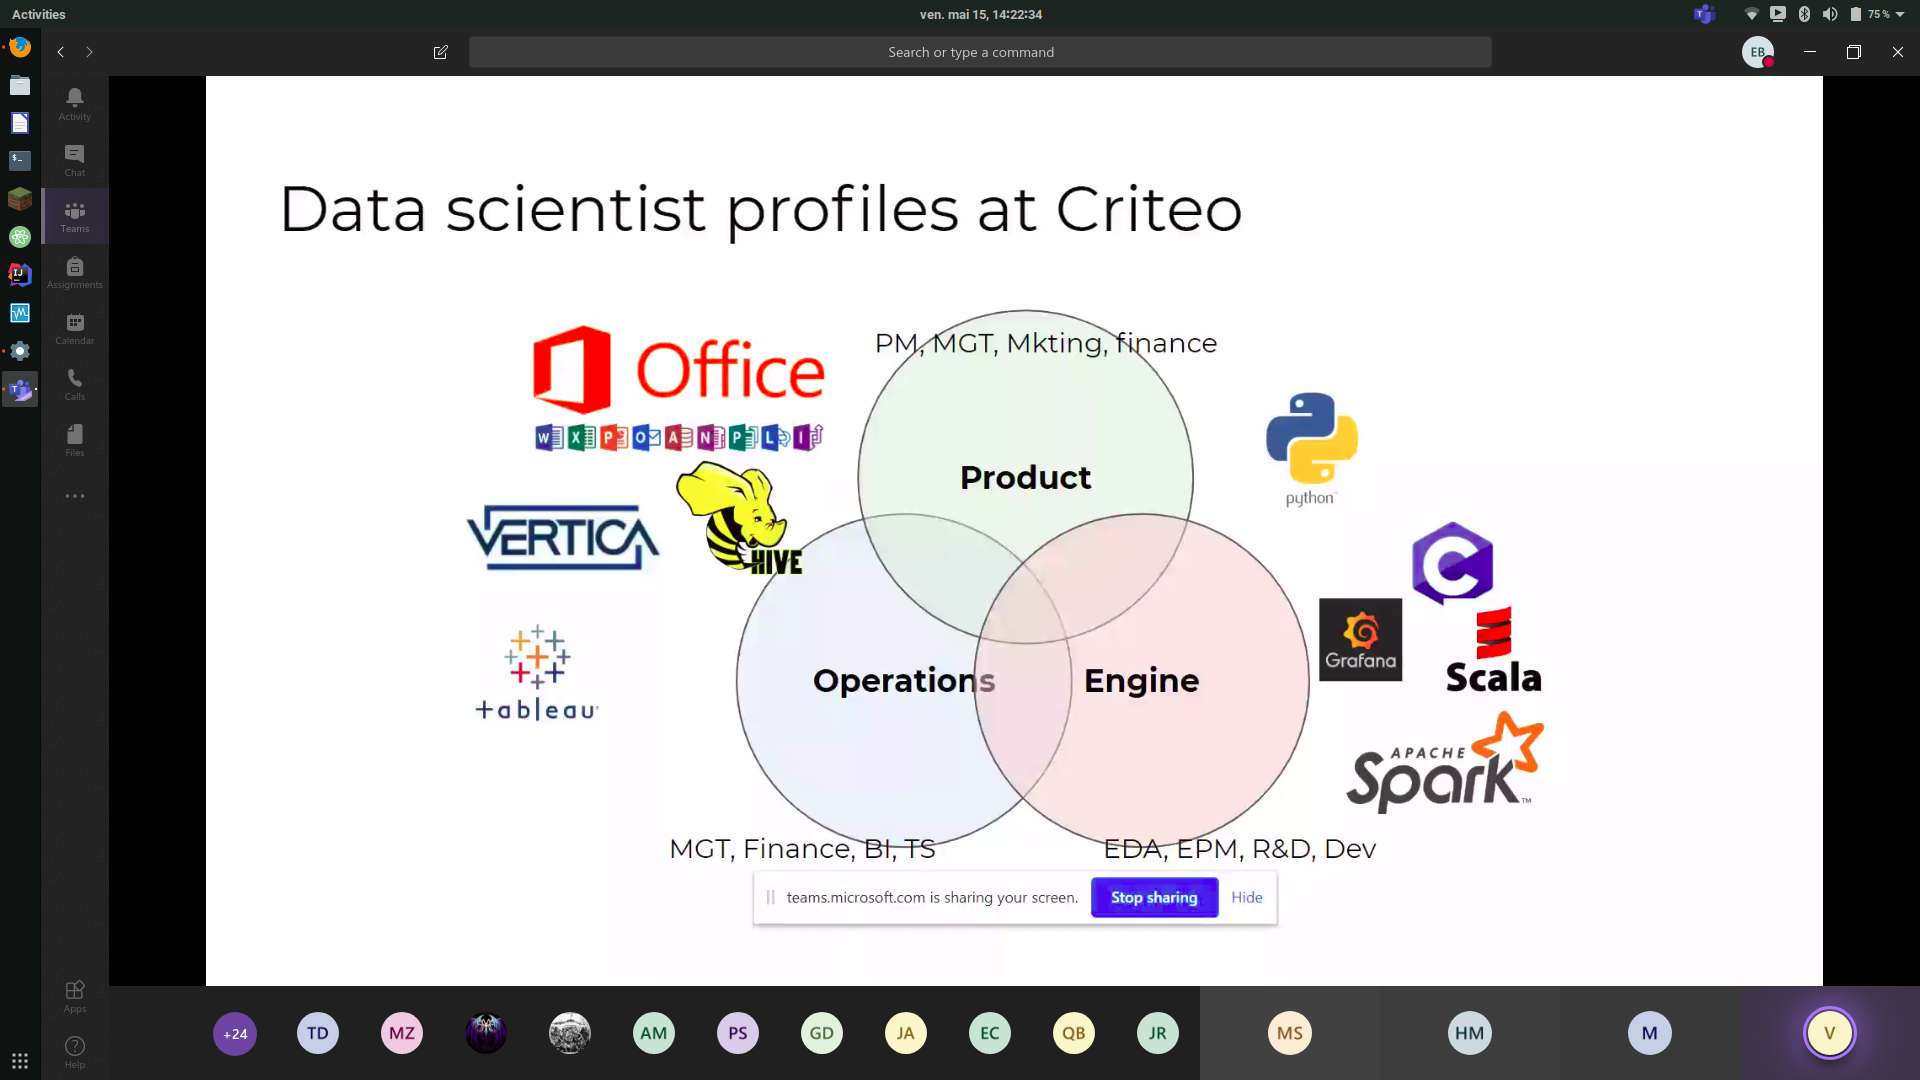 Activities
ven. mai 15, 14:22:34
75 %
Search or type a command
EB
Activity
Chat
Teams
Assignments
Calendar
Calls
Files
Apps
Help
Data scientist profiles at Criteo
Office
W X P O A N P L I
PM, MGT, Mkting, finance
Product
python
VERTICA
HIVE
C
Grafana
Scala
tableau
Operations
Engine
APACHE
Spark™
MGT, Finance, BI, TS
EDA, EPM, R&D, Dev
teams.microsoft.com is sharing your screen.
Stop sharing
Hide
+24
TD
MZ
AM
PS
GD
JA
EC
QB
JR
MS
HM
M
V